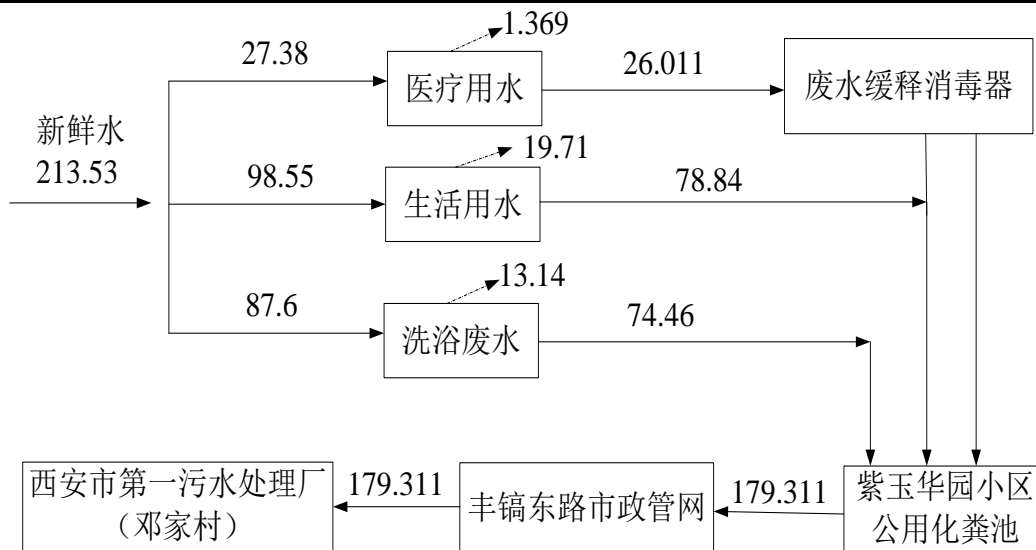 1.369
27.38
医疗用水
26.011
废水缓释消毒器
新鲜水
213.53
98.55
生活用水
19.71
78.84
87.6
洗浴废水
13.14
74.46
西安市第一污水处理厂
（邓家村）
179.311
丰镐东路市政管网
179.311
紫玉华园小区
公用化粪池